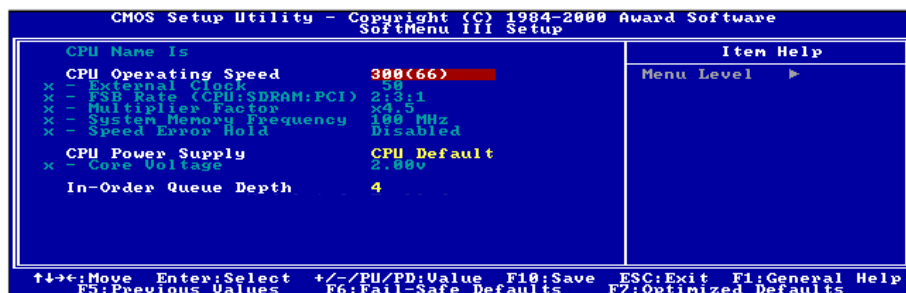 CMOS Setup Utility - Copyright (C) 1984-2000 Award Software
SoftMenu III Setup
CPU Name Is
Item Help
CPU Operating Speed 300(66)
Menu Level ►
x - External Clock 50
x - FSB Rate (CPU:SDRAM:PCI) 2:3:1
x - Multiplier Factor x4.5
x - System Memory Frequency 100 MHz
x - Speed Error Hold Disabled
CPU Power Supply CPU Default
x - Core Voltage 2.00v
In-Order Queue Depth 4
↑↓→←:Move Enter:Select +/-/PU/PD:Value F10:Save ESC:Exit F1:General Help
F5:Previous Values F6:Fail-Safe Defaults F7:Optimized Defaults